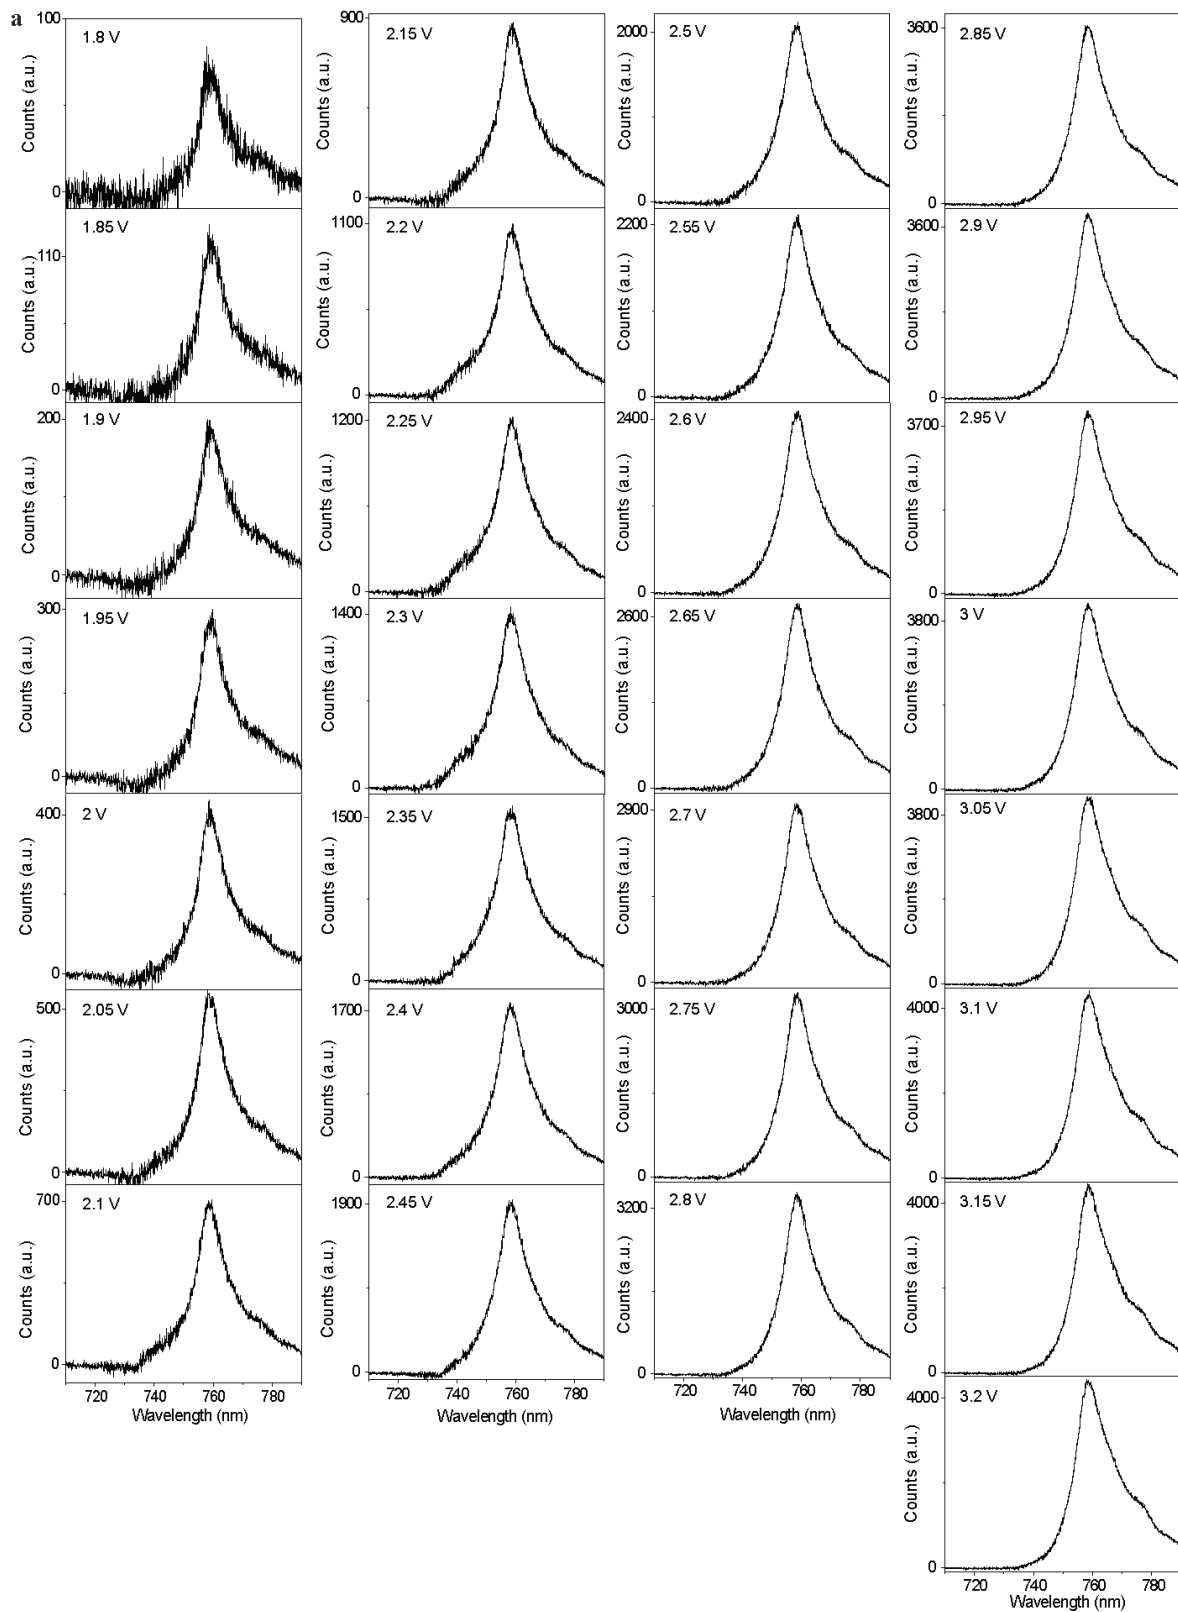 a
100
1.8 V
Counts (a.u.)
0
1.85 V
110
Counts (a.u.)
0
200
1.9 V
Counts (a.u.)
0
300
1.95 V
Counts (a.u.)
0
2 V
400
Counts (a.u.)
0
2.05 V
500
Counts (a.u.)
0
700
2.1 V
Counts (a.u.)
0
720 740 760 780
Wavelength (nm)
900
2.15 V
Counts (a.u.)
0
1100
2.2 V
Counts (a.u.)
0
1200
2.25 V
Counts (a.u.)
0
1400
2.3 V
Counts (a.u.)
0
1500
2.35 V
Counts (a.u.)
0
1700
2.4 V
Counts (a.u.)
0
1900
2.45 V
Counts (a.u.)
0
720 740 760 780
Wavelength (nm)
2000
2.5 V
Counts (a.u.)
0
2200
2.55 V
Counts (a.u.)
0
2400
2.6 V
Counts (a.u.)
0
2600
2.65 V
Counts (a.u.)
0
2900
2.7 V
Counts (a.u.)
0
3000
2.75 V
Counts (a.u.)
0
3200
2.8 V
Counts (a.u.)
0
720 740 760 780
Wavelength (nm)
3600
2.85 V
Counts (a.u.)
0
3600
2.9 V
Counts (a.u.)
0
3700
2.95 V
Counts (a.u.)
0
3800
3 V
Counts (a.u.)
0
3800
3.05 V
Counts (a.u.)
0
4000
3.1 V
Counts (a.u.)
0
4000
3.15 V
Counts (a.u.)
0
4000
3.2 V
Counts (a.u.)
0
720 740 760 780
Wavelength (nm)